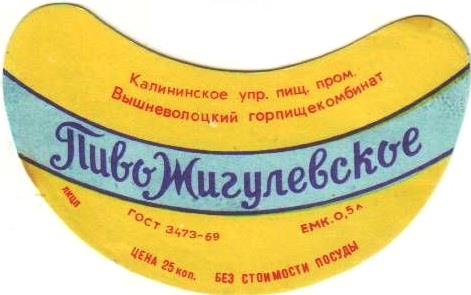 Калининское упр. пищ. пром.
Вышневолоцкий горпищекомбинат
Пиво Жигулевское
ЛКПП
ГОСТ 3473-69
ЕМК. 0,5 л
ЦЕНА 25 коп. БЕЗ СТОИМОСТИ ПОСУДЫ